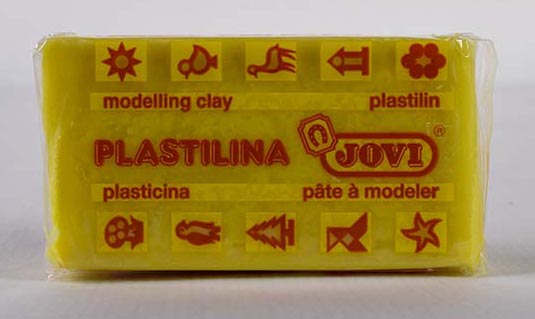 modelling clay plastilin
PLASTILINA JOVI ®
plasticina pâte à modeler